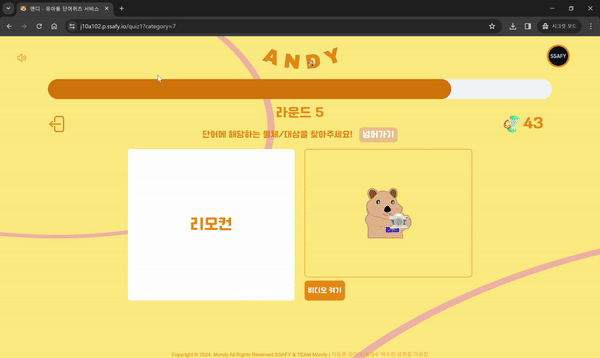 앤디 - 유아용 단어퀴즈 서비스
j10a102.p.ssafy.io/quiz1?category=7
시크릿 모드
ANDY
SSAFY
라운드 5
단어에 해당하는 물체/대상을 찾아주세요! 넘어가기
43
리모컨
비디오 켜기
Copyright © 2024, Mandy All Rights Reserved SSAFY & TEAM Mandy |